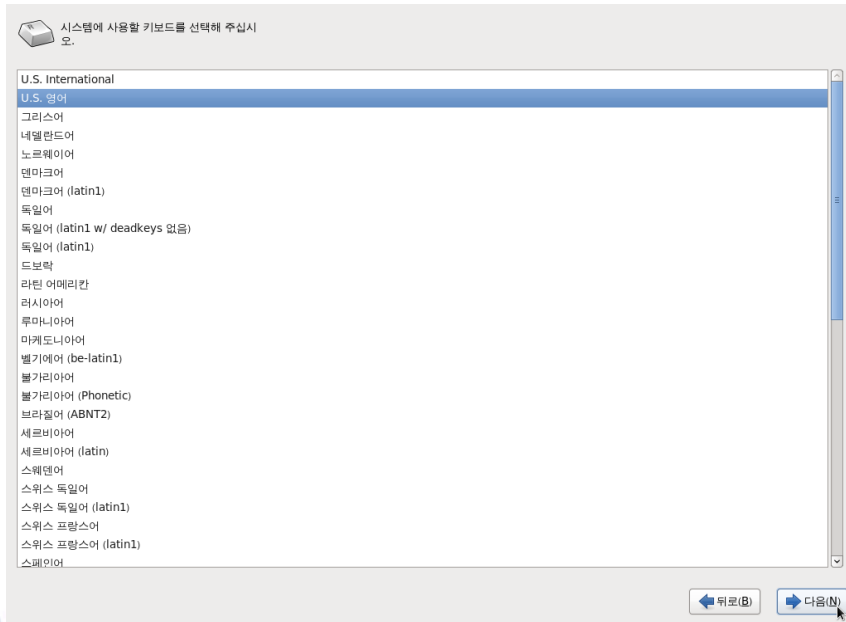 시스템에 사용할 키보드를 선택해 주십시
오.
U.S. International
U.S. 영어
그리스어
네델란드어
노르웨이어
덴마크어
덴마크어 (latin1)
독일어
독일어 (latin1 w/ deadkeys 없음)
독일어 (latin1)
드보락
라틴 어메리칸
러시아어
루마니아어
마케도니아어
벨기에어 (be-latin1)
불가리아어
불가리아어 (Phonetic)
브라질어 (ABNT2)
세르비아어
세르비아어 (latin)
스웨덴어
스위스 독일어
스위스 독일어 (latin1)
스위스 프랑스어
스위스 프랑스어 (latin1)
스페인어
뒤로(B) 다음(N)